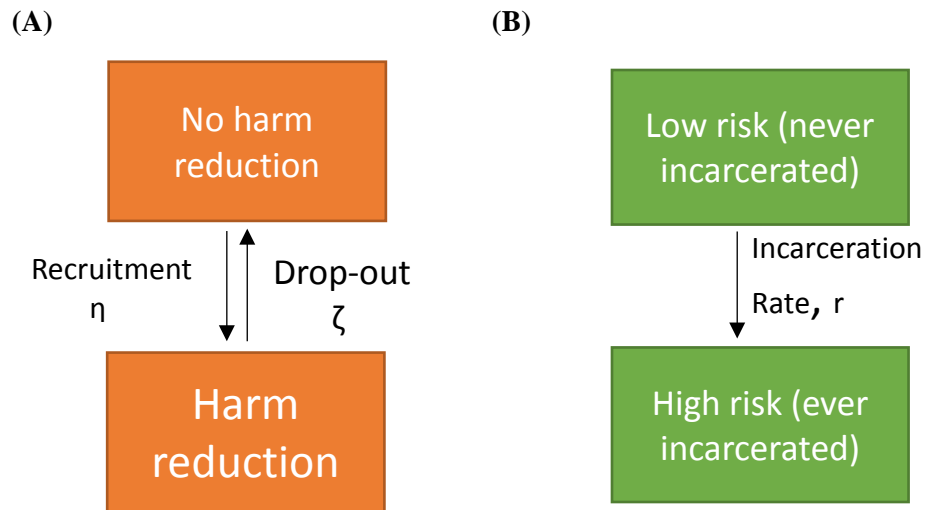 (A)
No harm
reduction
Recruitment
η
Drop-out
ζ
Harm
reduction
(B)
Low risk (never
incarcerated)
Incarceration
Rate, r
High risk (ever
incarcerated)